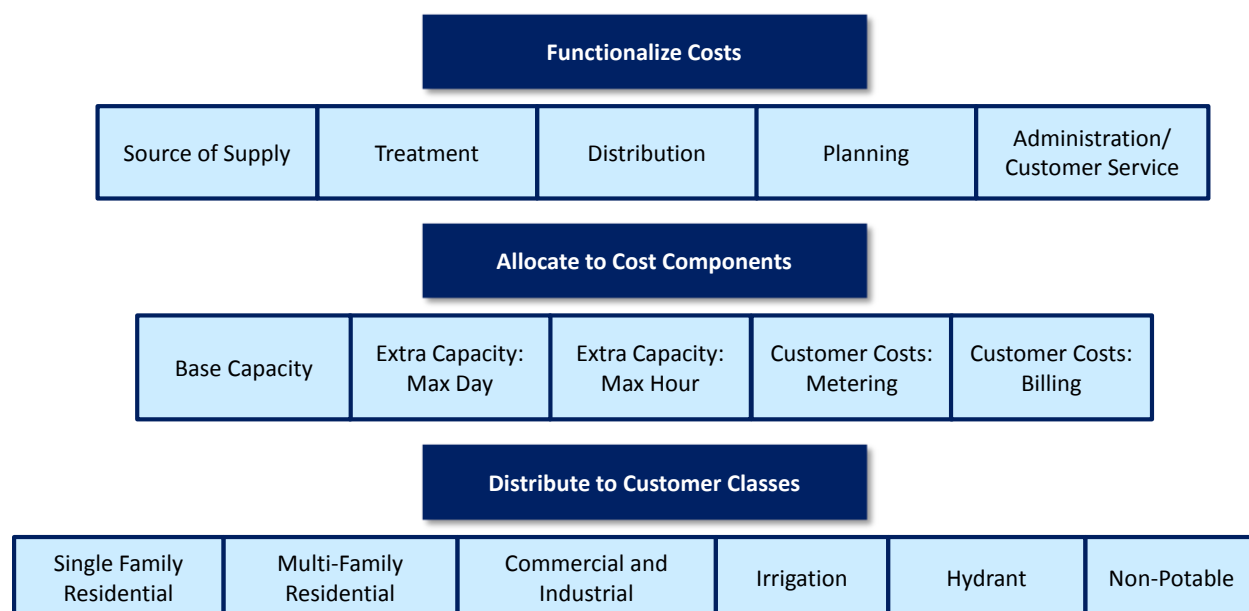 Functionalize Costs
Source of Supply
Treatment
Distribution
Planning
Administration/
Customer Service
Allocate to Cost Components
Base Capacity
Extra Capacity:
Max Day
Extra Capacity:
Max Hour
Customer Costs:
Metering
Customer Costs:
Billing
Distribute to Customer Classes
Single Family
Residential
Multi-Family
Residential
Commercial and
Industrial
Irrigation
Hydrant
Non-Potable